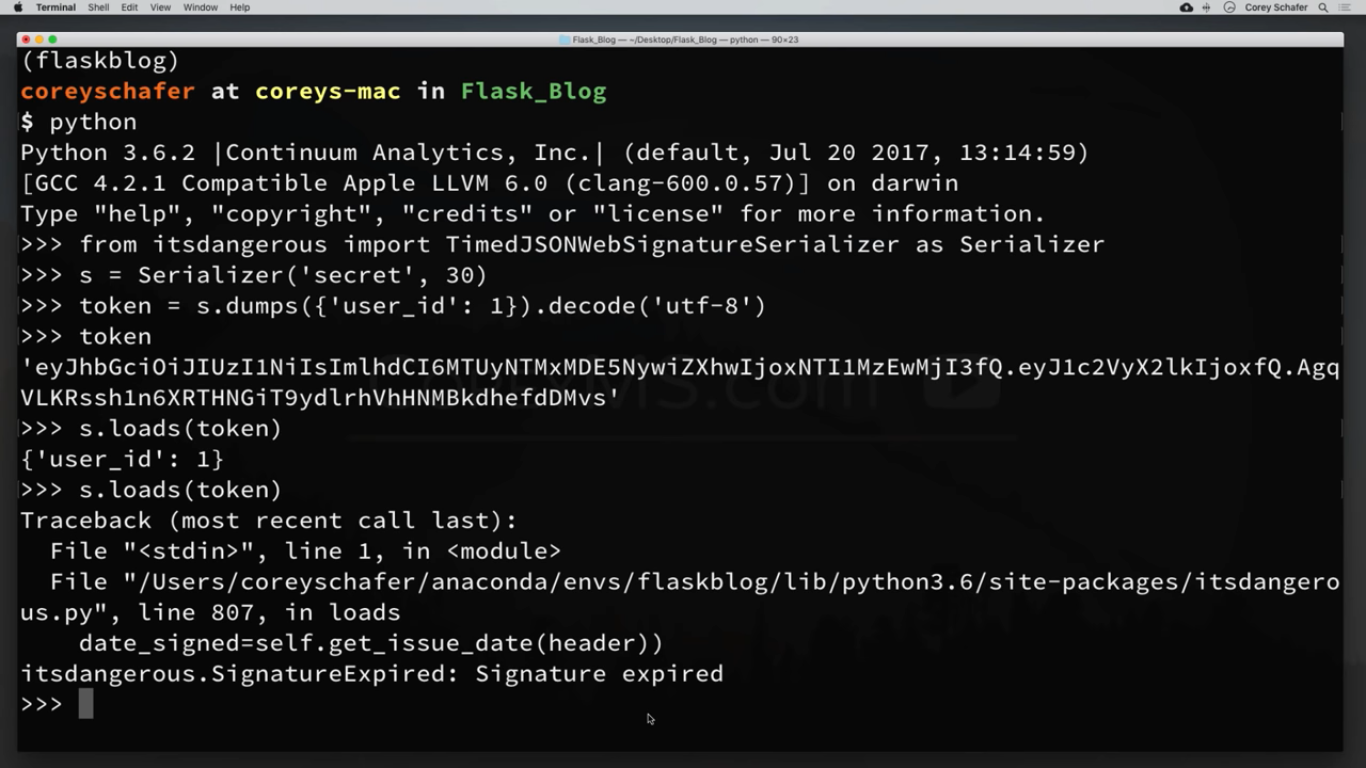 Terminal Shell Edit View Window Help Corey Schafer
Flask_Blog — ~/Desktop/Flask_Blog — python — 90×23
(flaskblog)
coreyschafer at coreys-mac in Flask_Blog
$ python
Python 3.6.2 |Continuum Analytics, Inc.| (default, Jul 20 2017, 13:14:59)
[GCC 4.2.1 Compatible Apple LLVM 6.0 (clang-600.0.57)] on darwin
Type "help", "copyright", "credits" or "license" for more information.
>>> from itsdangerous import TimedJSONWebSignatureSerializer as Serializer
>>> s = Serializer('secret', 30)
>>> token = s.dumps({'user_id': 1}).decode('utf-8')
>>> token
'eyJhbGciOiJIUzI1NiIsImlhdCI6MTUyNTMxMDE5NywiZXhwIjoxNTI1MzEwMjI3fQ.eyJ1c2VyX2lkIjoxfQ.Agq
VLKRssh1n6XRTHNGiT9ydlrhVhHNMBkdhefdDMvs'
>>> s.loads(token)
{'user_id': 1}
>>> s.loads(token)
Traceback (most recent call last):
  File "<stdin>", line 1, in <module>
  File "/Users/coreyschafer/anaconda/envs/flaskblog/lib/python3.6/site-packages/itsdangero
us.py", line 807, in loads
    date_signed=self.get_issue_date(header))
itsdangerous.SignatureExpired: Signature expired
>>>